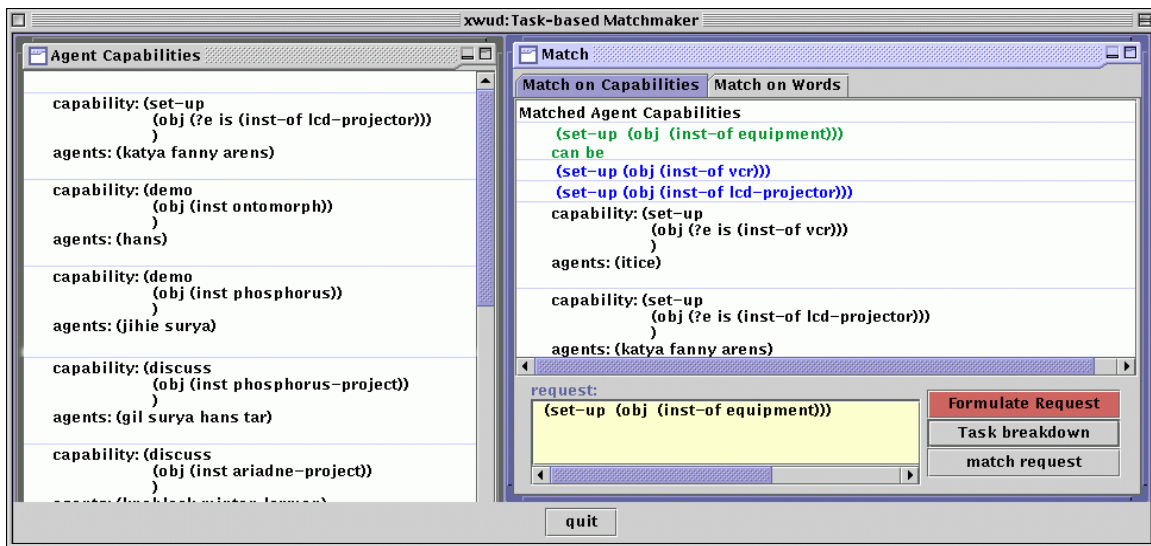 xwud: Task-based Matchmaker
Agent Capabilities
capability: (set-up
(obj (?e is (inst-of lcd-projector)))
)
agents: (katya fanny arens)
capability: (demo
(obj (inst ontomorph))
)
agents: (hans)
capability: (demo
(obj (inst phosphorus))
)
agents: (jihie surya)
capability: (discuss
(obj (inst phosphorus-project))
)
agents: (gil surya hans tar)
capability: (discuss
(obj (inst ariadne-project))
)
Match
Match on Capabilities Match on Words
Matched Agent Capabilities
(set-up (obj (inst-of equipment)))
can be
(set-up (obj (inst-of vcr)))
(set-up (obj (inst-of lcd-projector)))
capability: (set-up
(obj (?e is (inst-of vcr)))
)
agents: (itice)
capability: (set-up
(obj (?e is (inst-of lcd-projector)))
)
agents: (katya fanny arens)
request:
(set-up (obj (inst-of equipment)))
Formulate Request
Task breakdown
match request
quit